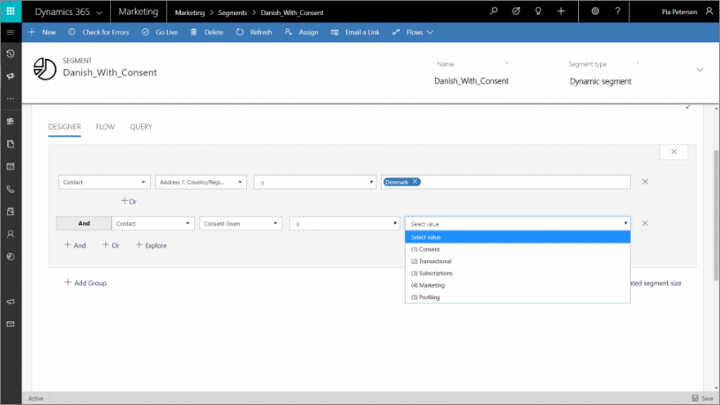 Dynamics 365 Marketing Marketing > Segments > Danish_With_Consent Pia Petersen
+ New Check for Errors Go Live Delete Refresh Assign Email a Link Flows
SEGMENT
Danish_With_Consent
Name *
Danish_With_Consent
Segment type *
Dynamic segment
DESIGNER FLOW QUERY
Contact Address 1: Country/Regi... is Denmark X
+ Or
And Contact Consent Given is Select value
Select value
(1) Consent
(2) Transactional
(3) Subscriptions
(4) Marketing
(5) Profiling
+ And + Or + Explore
+ Add Group ated segment size
Active Save